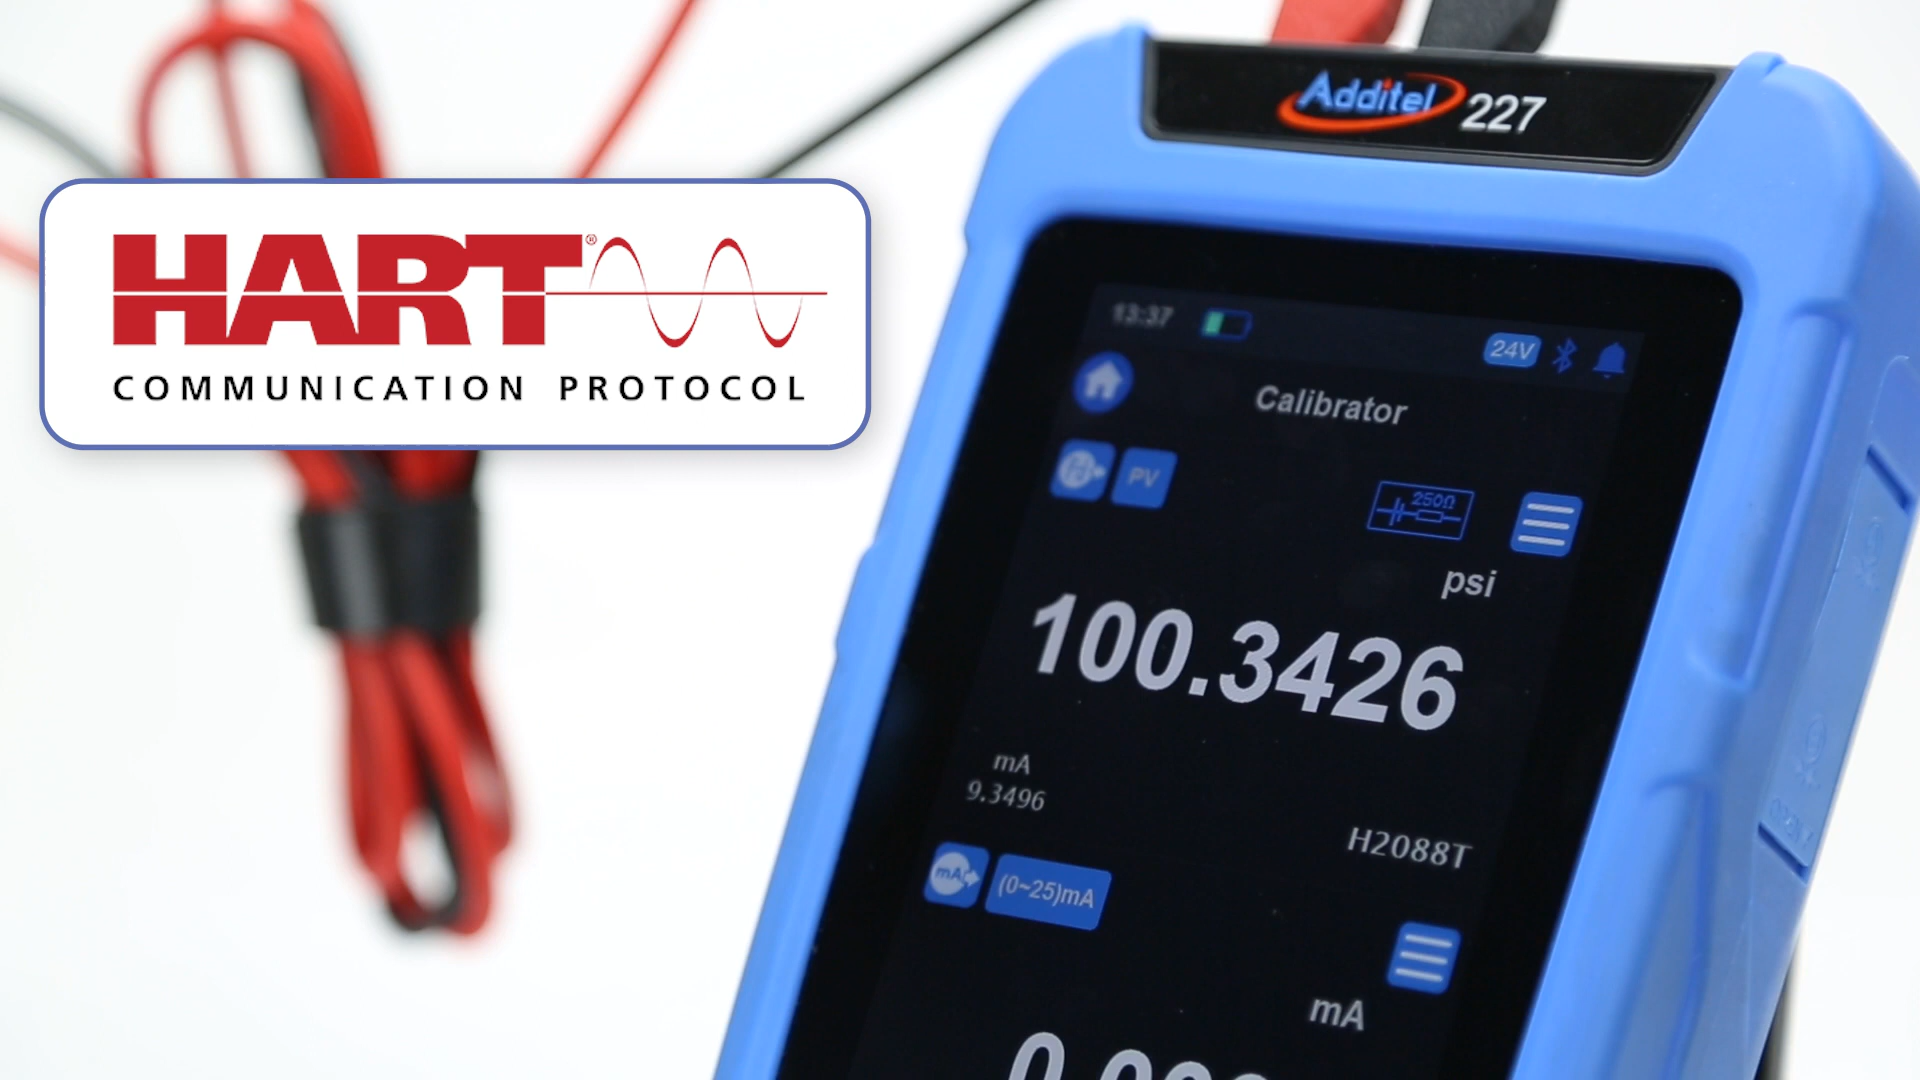 Additel 227
HART®
COMMUNICATION PROTOCOL
13:37
24V
Calibrator
H PV
250Ω
psi
100.3426
mA
9.3496
H2088T
mA (0~25)mA
mA